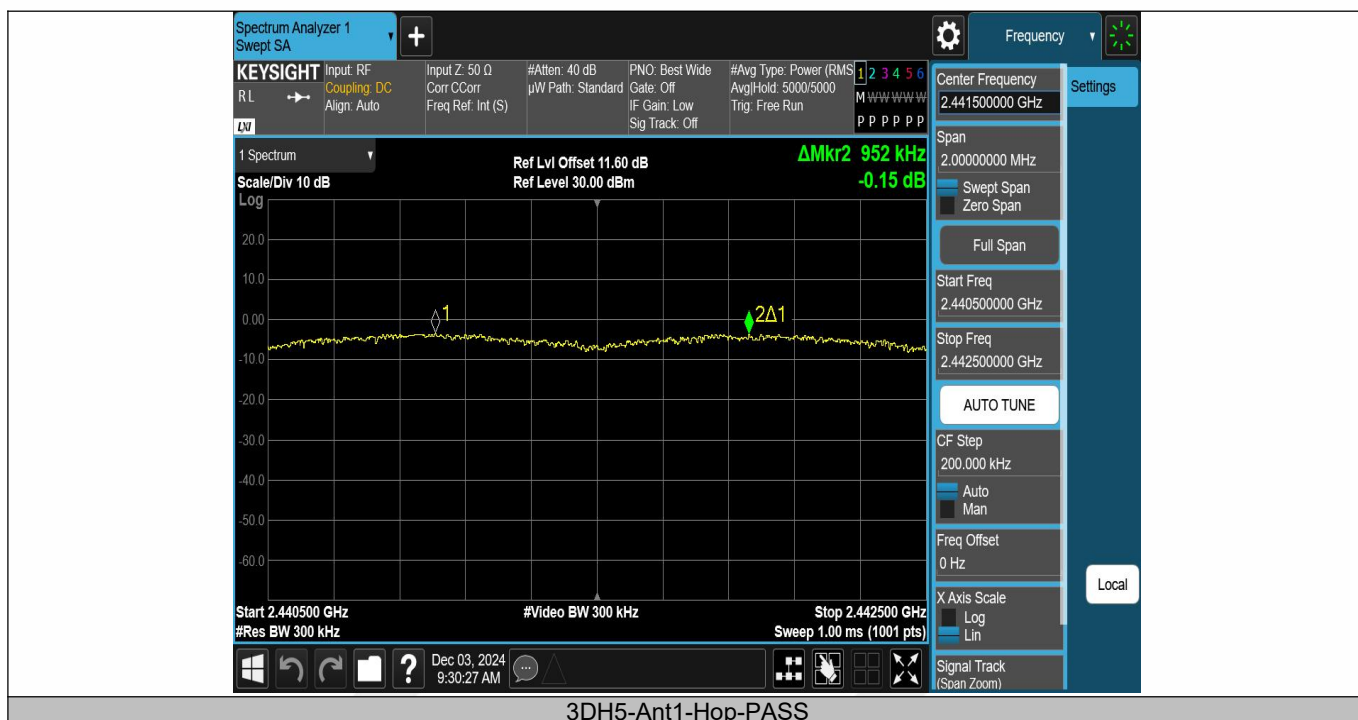 Spectrum Analyzer 1
Swept SA
+
Frequency
KEYSIGHT
RL
LXI
Input: RF
Coupling: DC
Align: Auto
Input Z: 50 Ω
Corr CCorr
Freq Ref: Int (S)
#Atten: 40 dB
µW Path: Standard
PNO: Best Wide
Gate: Off
IF Gain: Low
Sig Track: Off
#Avg Type: Power (RMS
Avg|Hold: 5000/5000
Trig: Free Run
1 2 3 4 5 6
M W W W W W
P P P P P P
1 Spectrum
Scale/Div 10 dB
Log
Ref Lvl Offset 11.60 dB
Ref Level 30.00 dBm
ΔMkr2 952 kHz
-0.15 dB
20.0
10.0
0.00
-10.0
-20.0
-30.0
-40.0
-50.0
-60.0
1
2Δ1
Start 2.440500 GHz
#Res BW 300 kHz
#Video BW 300 kHz
Stop 2.442500 GHz
Sweep 1.00 ms (1001 pts)
Center Frequency
2.441500000 GHz
Settings
Span
2.00000000 MHz
Swept Span
Zero Span
Full Span
Start Freq
2.440500000 GHz
Stop Freq
2.442500000 GHz
AUTO TUNE
CF Step
200.000 kHz
Auto
Man
Freq Offset
0 Hz
X Axis Scale
Log
Lin
Local
Signal Track
(Span Zoom)
?
Dec 03, 2024
9:30:27 AM
3DH5-Ant1-Hop-PASS